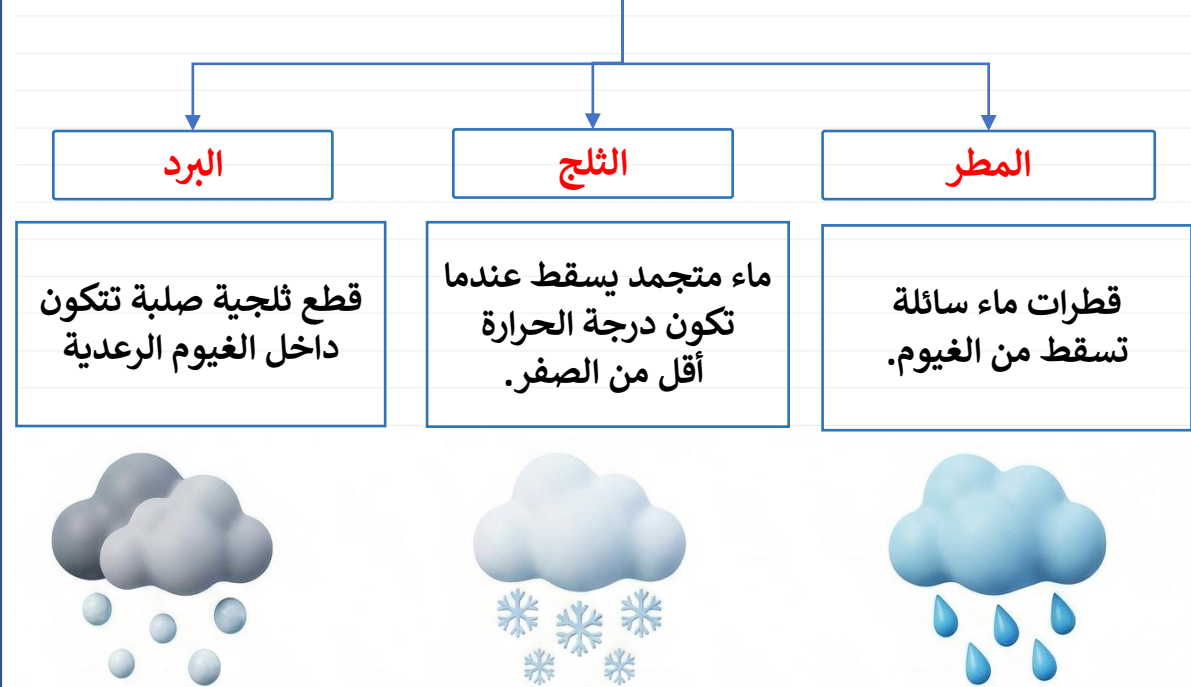 المطر
الثلج
البرد
قطرات ماء سائلة
تسقط من الغيوم.
ماء متجمد يسقط عندما
تكون درجة الحرارة
أقل من الصفر.
قطع ثلجية صلبة تتكون
داخل الغيوم الرعدية